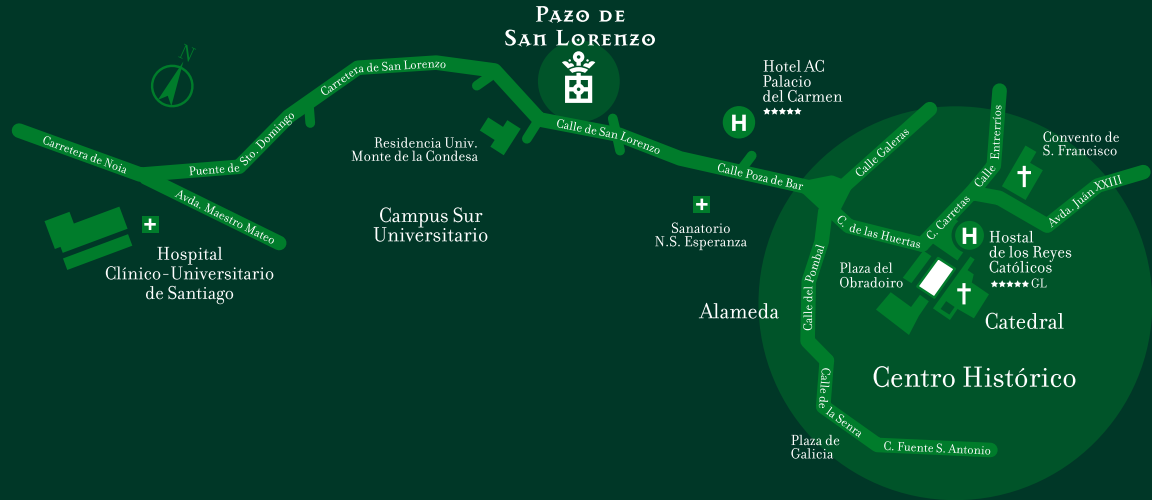 PAZO DE
SAN LORENZO
N
Hotel AC
Palacio
del Carmen
★★★★★
H
Carretera de San Lorenzo
Calle de San Lorenzo
Residencia Univ.
Monte de la Condesa
Carretera de Noia
Puente de Sto. Domingo
Avda. Maestro Mateo
Calle Poza de Bar
Calle Galeras
Calle Entrerríos
Convento de
S. Francisco
Avda. Juán XXIII
C. Carretas
C. de las Huertas
Campus Sur
Universitario
Sanatorio
N.S. Esperanza
Hospital
Clínico-Universitario
de Santiago
H
Hostal
de los Reyes
Católicos
★★★★★GL
Plaza del
Obradoiro
Calle del Pombal
Alameda
Catedral
Centro Histórico
Calle de la Senra
Plaza de
Galicia
C. Fuente S. Antonio